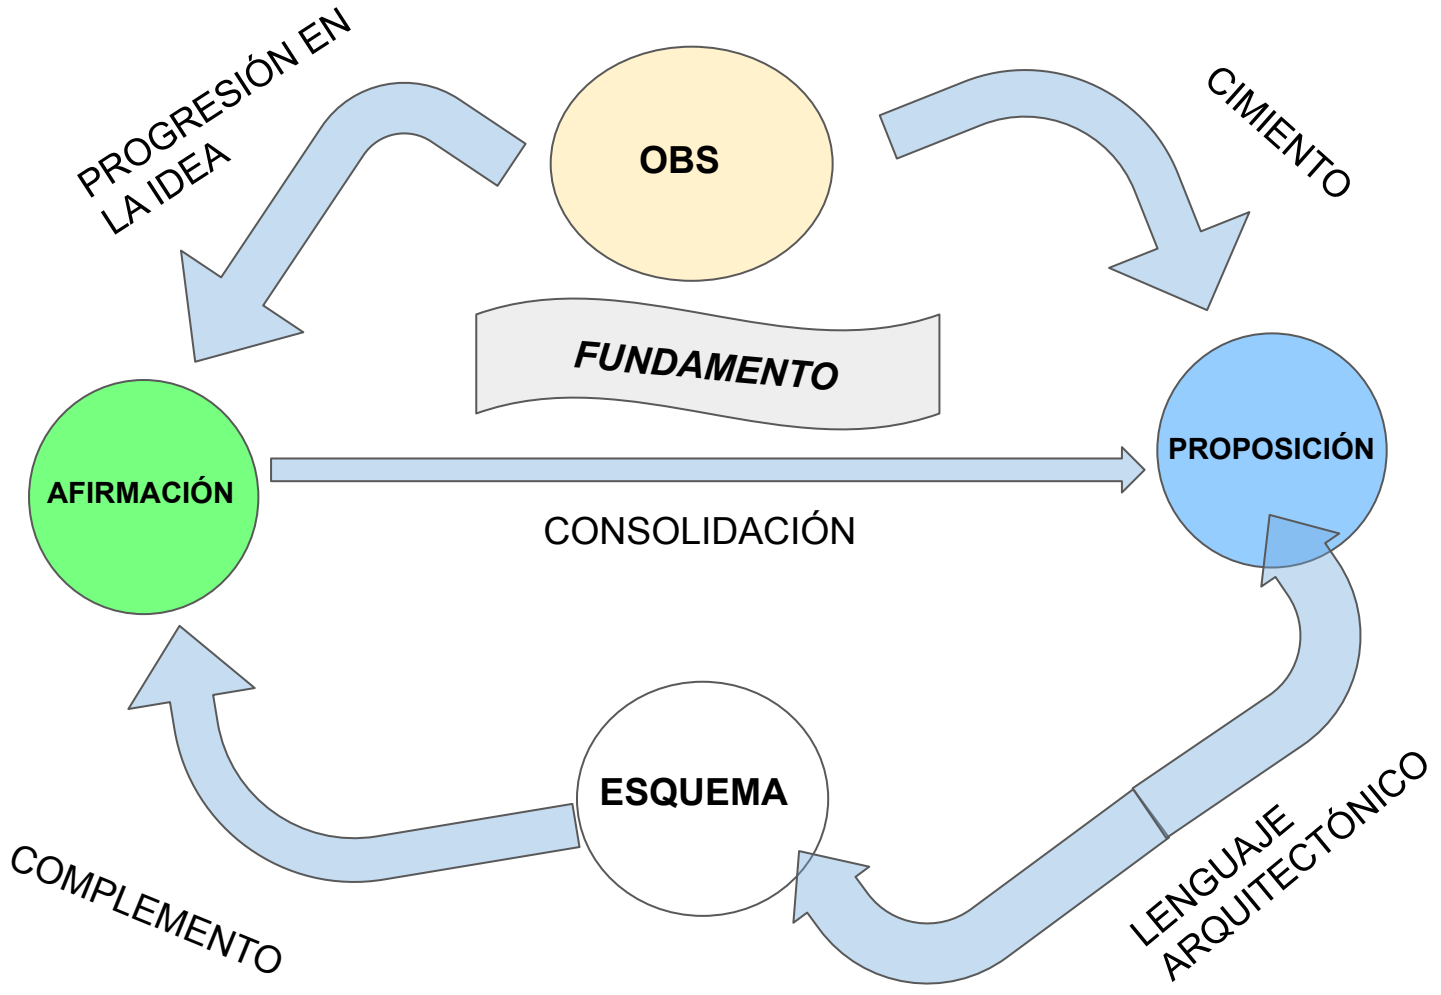 PROGRESIÓN EN
LA IDEA
OBS
CIMIENTO
FUNDAMENTO
AFIRMACIÓN
PROPOSICIÓN
CONSOLIDACIÓN
ESQUEMA
COMPLEMENTO
LENGUAJE
ARQUITECTÓNICO